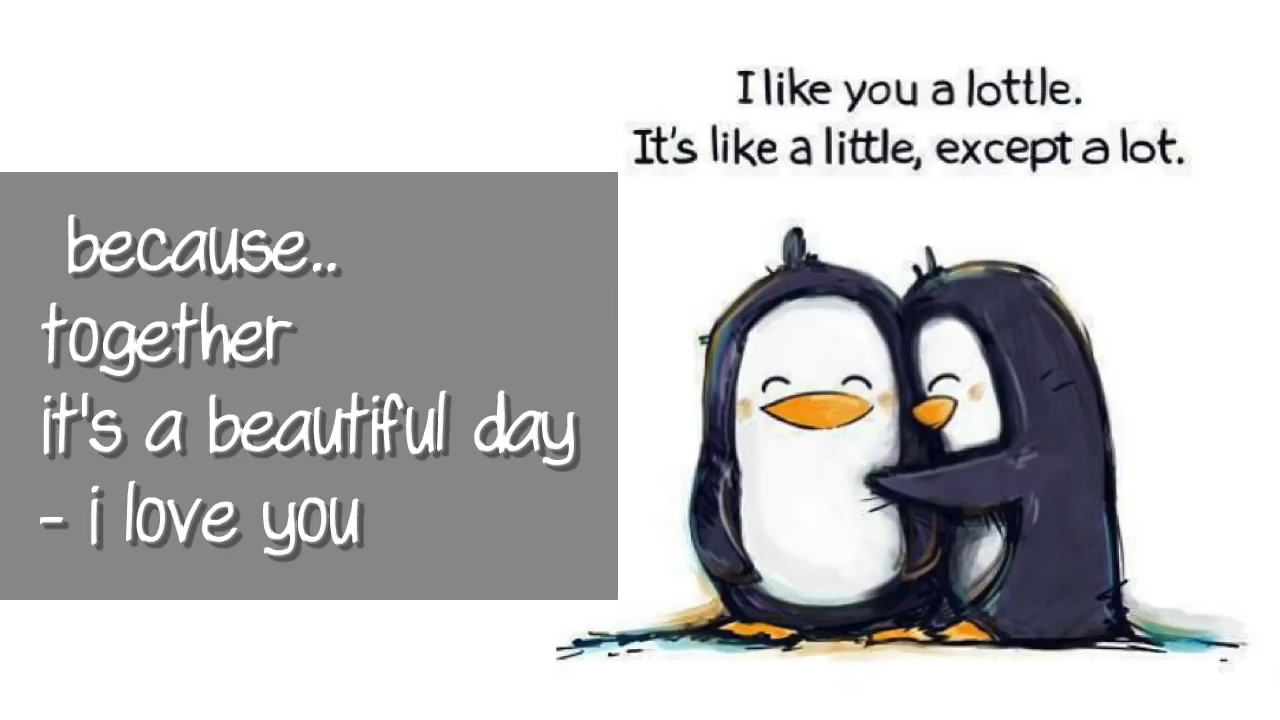 I like you a lottle.
It's like a little, except a lot.
because..
together
it's a beautiful day
- i love you